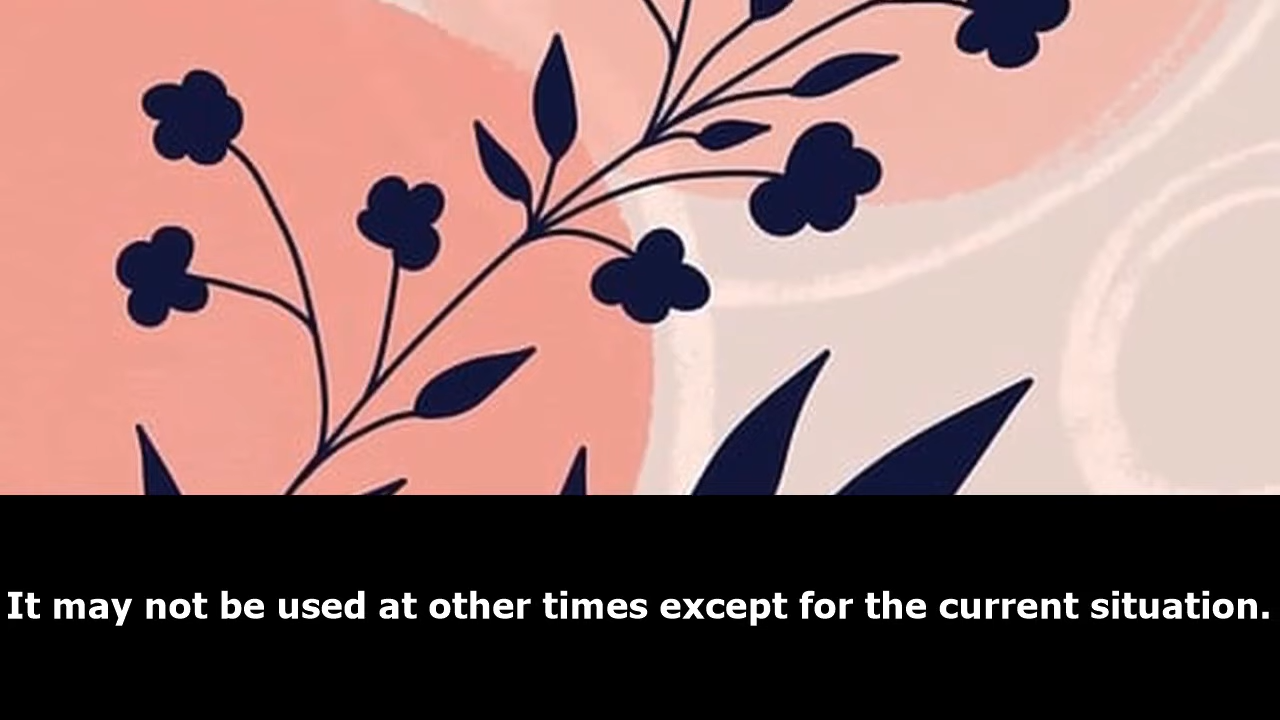 It may not be used at other times except for the current situation.